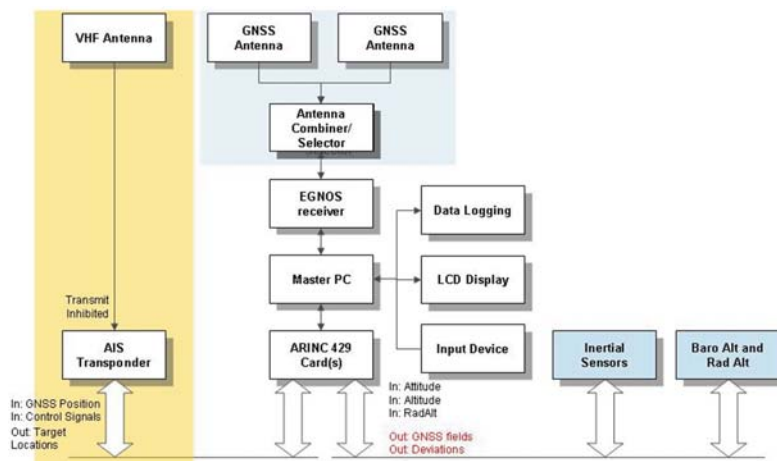 VHF Antenna
GNSS
Antenna
GNSS
Antenna
Antenna
Combiner/
Selector
EGNOS
receiver
Data Logging
Master PC
LCD Display
Transmit
Inhibited
AIS
Transponder
ARINC 429
Card(s)
Input Device
Inertial
Sensors
Baro Alt and
Rad Alt
In: GNSS Position
In: Control Signals
Out: Target
Locations
In: Attitude
In: Altitude
In: RadAlt
Out: GNSS fields
Out: Deviations